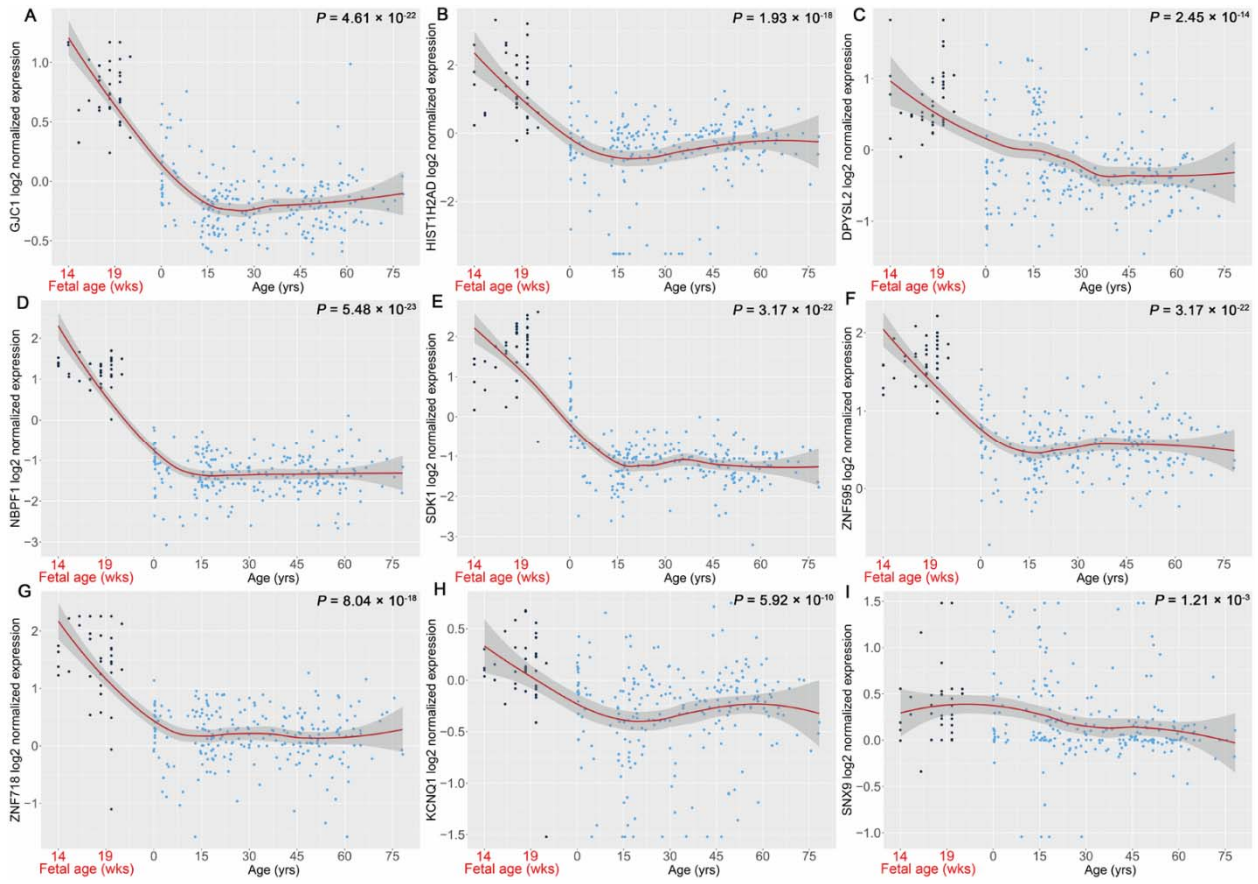 A
P = 4.61 × 10-22
GJC1 log2 normalized expression
1.0
0.5
0.0
−0.5
14 19 0 15 30 45 60 75
Fetal age (wks) Age (yrs)
B
P = 1.93 × 10-18
HIST1H2AD log2 normalized expression
2
0
−2
14 19 0 15 30 45 60 75
Fetal age (wks) Age (yrs)
C
P = 2.45 × 10-14
DPYSL2 log2 normalized expression
1
0
−1
14 19 0 15 30 45 60 75
Fetal age (wks) Age (yrs)
D
P = 5.48 × 10-23
NBPF1 log2 normalized expression
2
1
0
−1
−2
−3
14 19 0 15 30 45 60 75
Fetal age (wks) Age (yrs)
E
P = 3.17 × 10-22
SDK1 log2 normalized expression
2
1
0
−1
−2
−3
14 19 0 15 30 45 60 75
Fetal age (wks) Age (yrs)
F
P = 3.17 × 10-22
ZNF595 log2 normalized expression
2
1
0
14 19 0 15 30 45 60 75
Fetal age (wks) Age (yrs)
G
P = 8.04 × 10-18
ZNF718 log2 normalized expression
2
1
0
−1
14 19 0 15 30 45 60 75
Fetal age (wks) Age (yrs)
H
P = 5.92 × 10-10
KCNQ1 log2 normalized expression
0.5
0.0
−0.5
−1.0
−1.5
14 19 0 15 30 45 60 75
Fetal age (wks) Age (yrs)
I
P = 1.21 × 10-3
SNX9 log2 normalized expression
1.5
1.0
0.5
0.0
−0.5
−1.0
14 19 0 15 30 45 60 75
Fetal age (wks) Age (yrs)